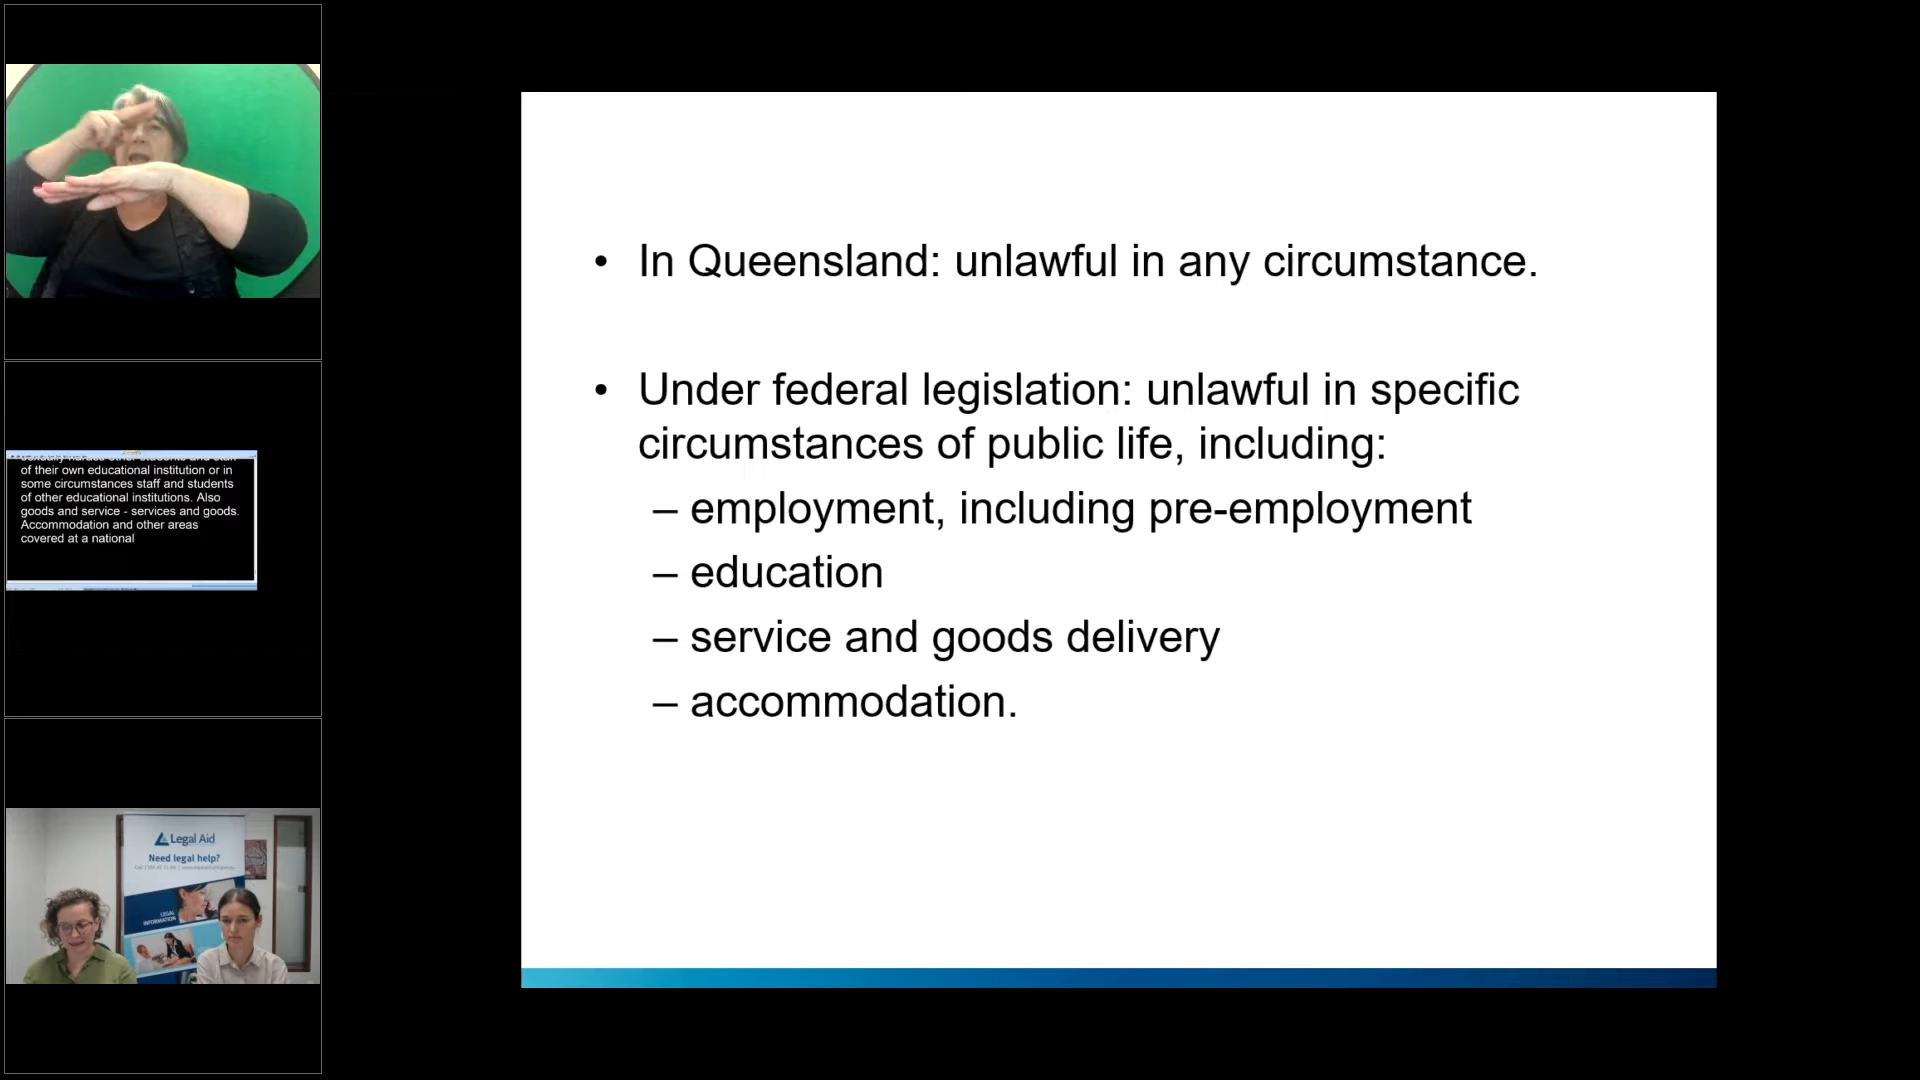 • In Queensland: unlawful in any circumstance.
• Under federal legislation: unlawful in specific
circumstances of public life, including:
– employment, including pre-employment
– education
– service and goods delivery
– accommodation.
of their own educational institution or in
some circumstances staff and students
of other educational institutions. Also
goods and service - services and goods.
Accommodation and other areas
covered at a national
Legal Aid
Need legal help?
LEGAL
INFORMATION